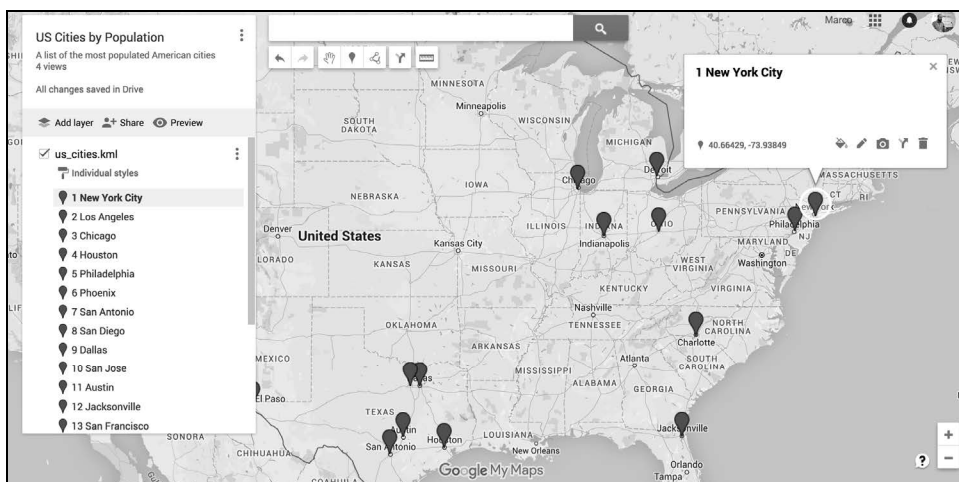 US Cities by Population
A list of the most populated American cities
4 views
All changes saved in Drive
Add layer Share Preview
us_cities.kml
Individual styles
1 New York City
2 Los Angeles
3 Chicago
4 Houston
5 Philadelphia
6 Phoenix
7 San Antonio
8 San Diego
9 Dallas
10 San Jose
11 Austin
12 Jacksonville
13 San Francisco
Marco
1 New York City
40.66429, -73.93849
MINNESOTA
Minneapolis
SOUTH
DAKOTA
WISCONSIN
MICHIGAN
Detroit
Chicago
MASSACHUSETTS
CT
RI
IOWA
NEBRASKA
PENNSYLVANIA
Philadelphia
NJ
ILLINOIS
INDIANA
OHIO
Indianapolis
Denver
United States
Kansas City
MARYLAND
DE
Washington
KANSAS
MISSOURI
WEST
VIRGINIA
VIRGINIA
KENTUCKY
Nashville
TENNESSEE
NORTH
CAROLINA
Charlotte
OKLAHOMA
ARKANSAS
Atlanta
SOUTH
CAROLINA
MISSISSIPPI
ALABAMA
GEORGIA
MEXICO
El Paso
Dallas
TEXAS
Austin
San Antonio
Houston
LOUISIANA
New Orleans
Jacksonville
Orlando
Tampa
SONORA
CHIHUAHUA
COAHUILA
Google My Maps
+
?
−